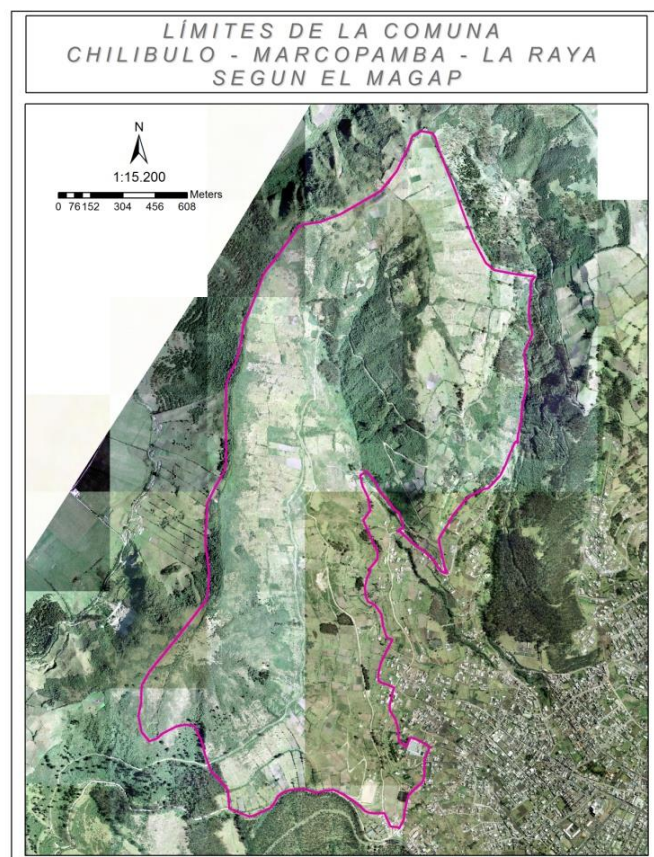 LÍMITES DE LA COMUNA
CHILIBULO - MARCOPAMBA - LA RAYA
SEGUN EL MAGAP
N
1:15.200
Meters
0 76 152 304 456 608